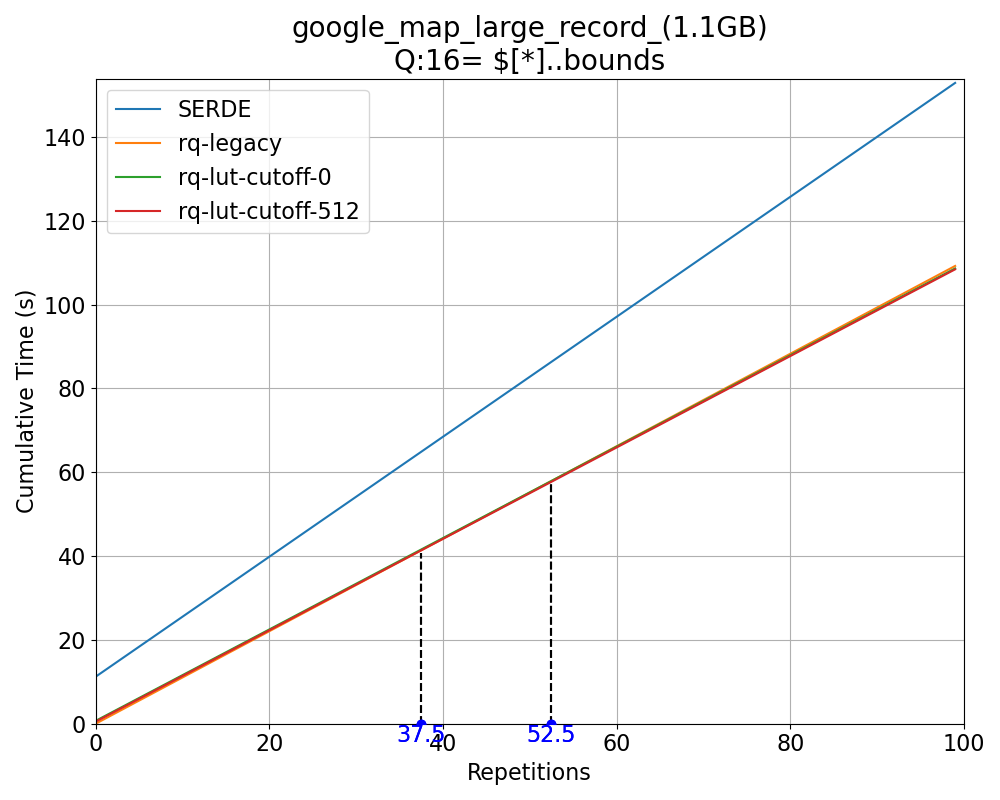 google_map_large_record_(1.1GB)
Q:16= $[*]..bounds
SERDE
rq-legacy
rq-lut-cutoff-0
rq-lut-cutoff-512
Cumulative Time (s)
140
120
100
80
60
40
20
0
0
20
40
60
80
100
37.5
52.5
Repetitions